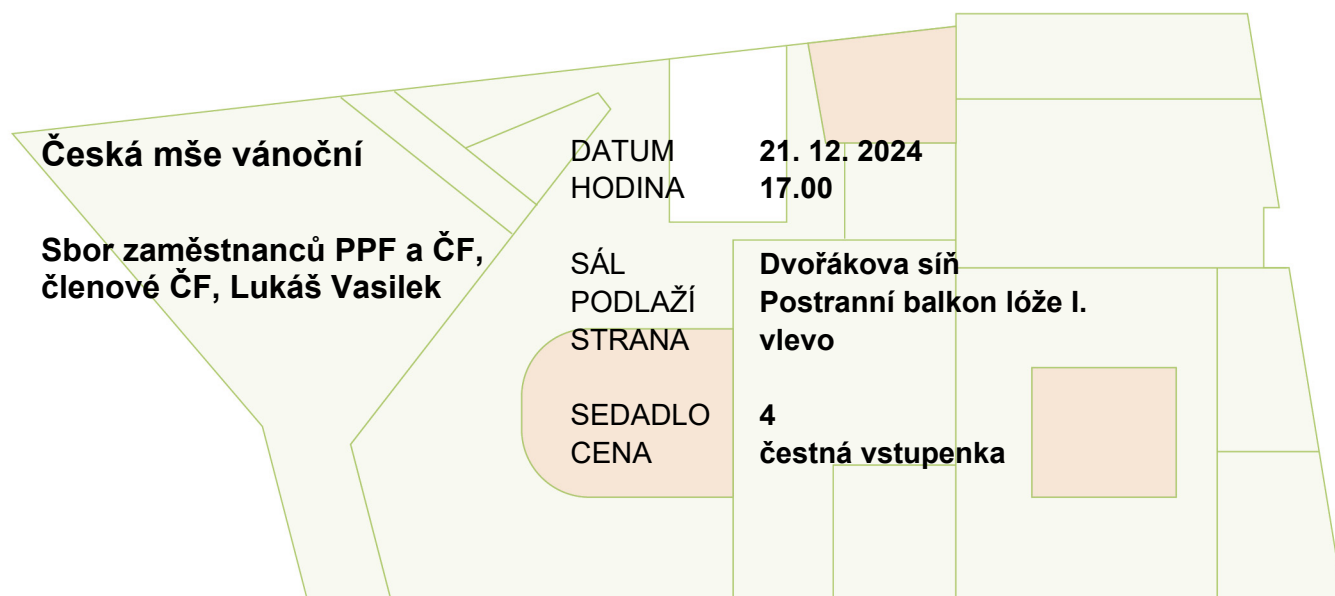 Česká mše vánoční
Sbor zaměstnanců PPF a ČF,
členové ČF, Lukáš Vasilek
DATUM 21. 12. 2024
HODINA 17.00
SÁL Dvořákova síň
PODLAŽÍ Postranní balkon lóže I.
STRANA vlevo
SEDADLO 4
CENA čestná vstupenka